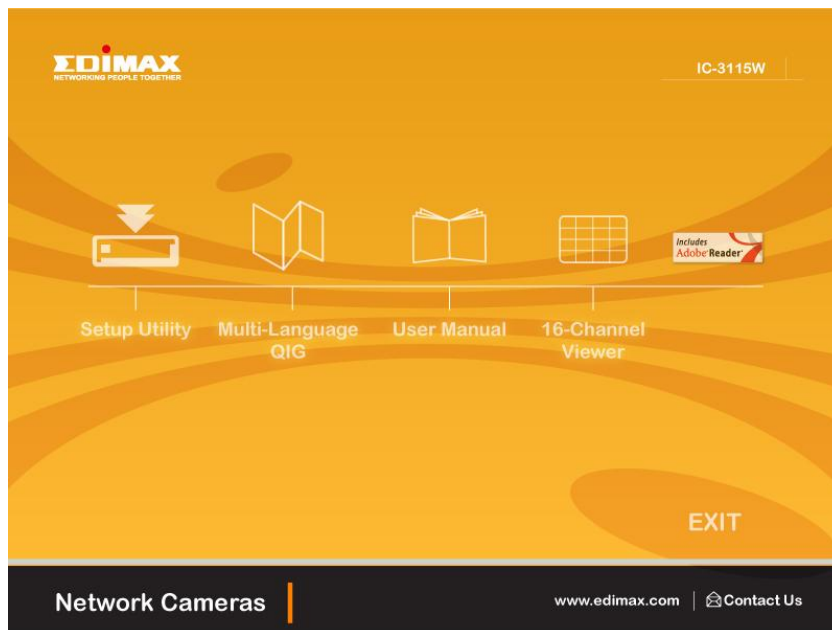 EDIMAX
NETWORKING PEOPLE TOGETHER
IC-3115W
Includes
Adobe Reader
Setup Utility
Multi-Language
QIG
User Manual
16-Channel
Viewer
EXIT
Network Cameras
www.edimax.com
Contact Us